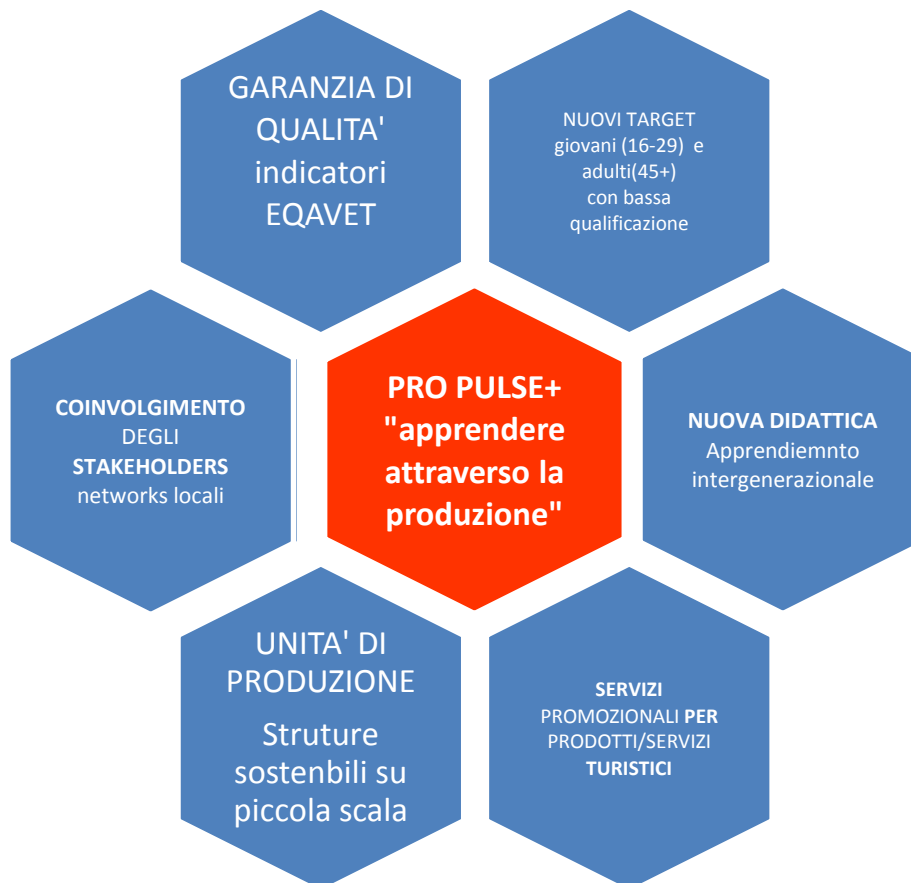 GARANZIA DI
QUALITA'
indicatori
EQAVET
NUOVI TARGET
giovani (16-29) e
adulti(45+)
con bassa
qualificazione
COINVOLGIMENTO
DEGLI
STAKEHOLDERS
networks locali
PRO PULSE+
"apprendere
attraverso la
produzione"
NUOVA DIDATTICA
Apprendiemnto
intergenerazionale
UNITA' DI
PRODUZIONE
Struture
sostenbili su
piccola scala
SERVIZI
PROMOZIONALI PER
PRODOTTI/SERVIZI
TURISTICI